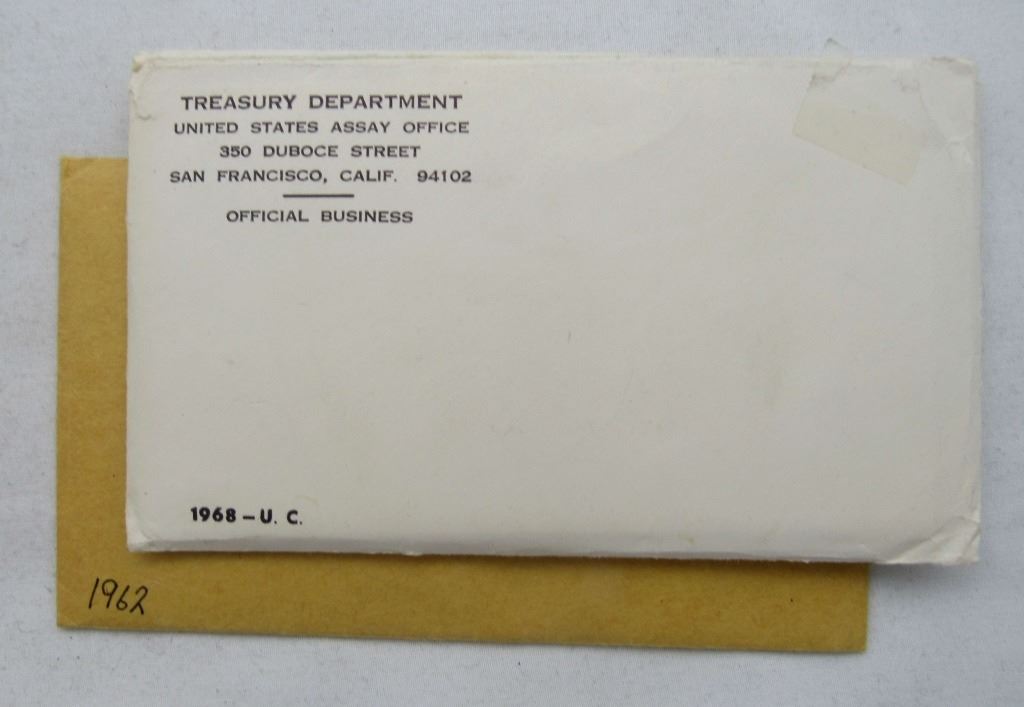 TREASURY DEPARTMENT
UNITED STATES ASSAY OFFICE
350 DUBOCE STREET
SAN FRANCISCO, CALIF. 94102
OFFICIAL BUSINESS
1968 – U. C.
1962